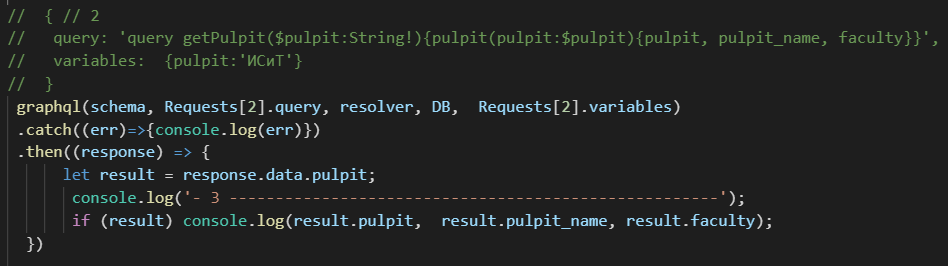 //  { // 2
//   query: 'query getPulpit($pulpit:String!){pulpit(pulpit:$pulpit){pulpit, pulpit_name, faculty}}',
//   variables:  {pulpit:'ИСиТ'}
//  }
graphql(schema, Requests[2].query, resolver, DB,  Requests[2].variables)
.catch((err)=>{console.log(err)})
.then((response) => {
let result = response.data.pulpit;
console.log('- 3 -----------------------------------------------------');
if (result) console.log(result.pulpit,  result.pulpit_name, result.faculty);
})